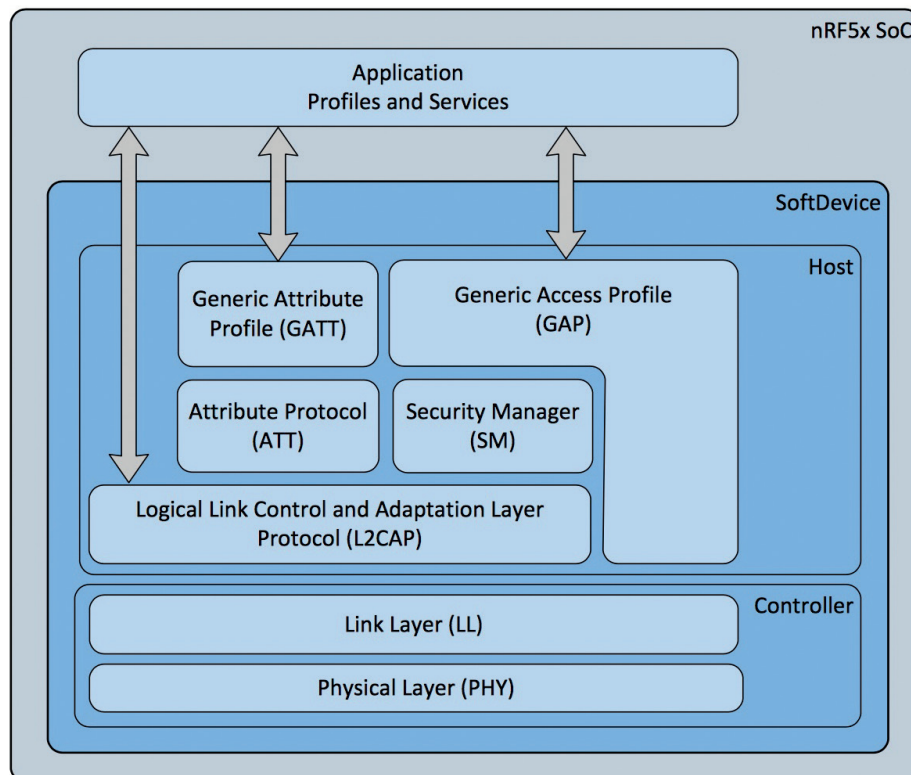 nRF5x SoC
Application
Profiles and Services
SoftDevice
Host
Generic Attribute
Profile (GATT)
Generic Access Profile
(GAP)
Attribute Protocol
(ATT)
Security Manager
(SM)
Logical Link Control and Adaptation Layer
Protocol (L2CAP)
Controller
Link Layer (LL)
Physical Layer (PHY)